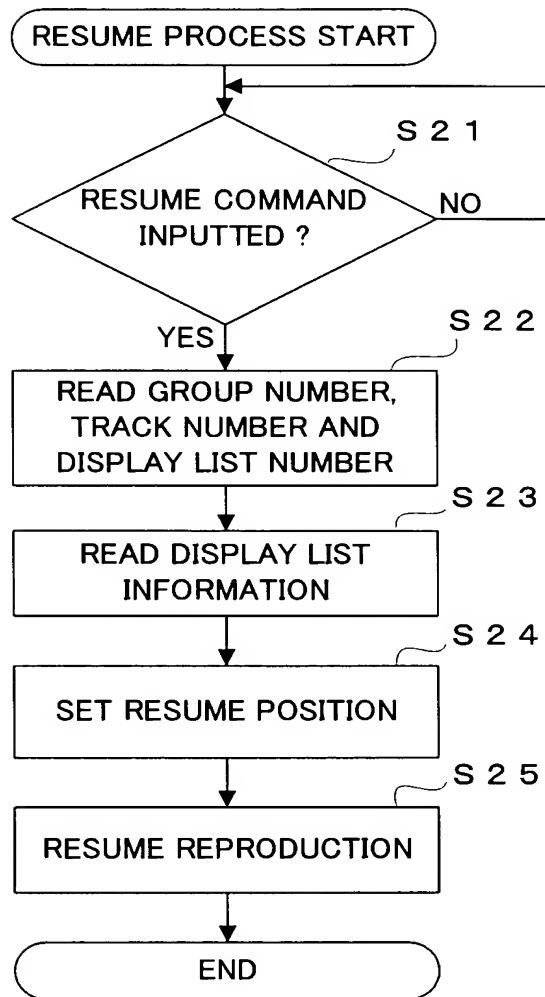 RESUME PROCESS START
S21
RESUME COMMAND
INPUTTED ?
NO
YES
S22
READ GROUP NUMBER,
TRACK NUMBER AND
DISPLAY LIST NUMBER
S23
READ DISPLAY LIST
INFORMATION
S24
SET RESUME POSITION
S25
RESUME REPRODUCTION
END